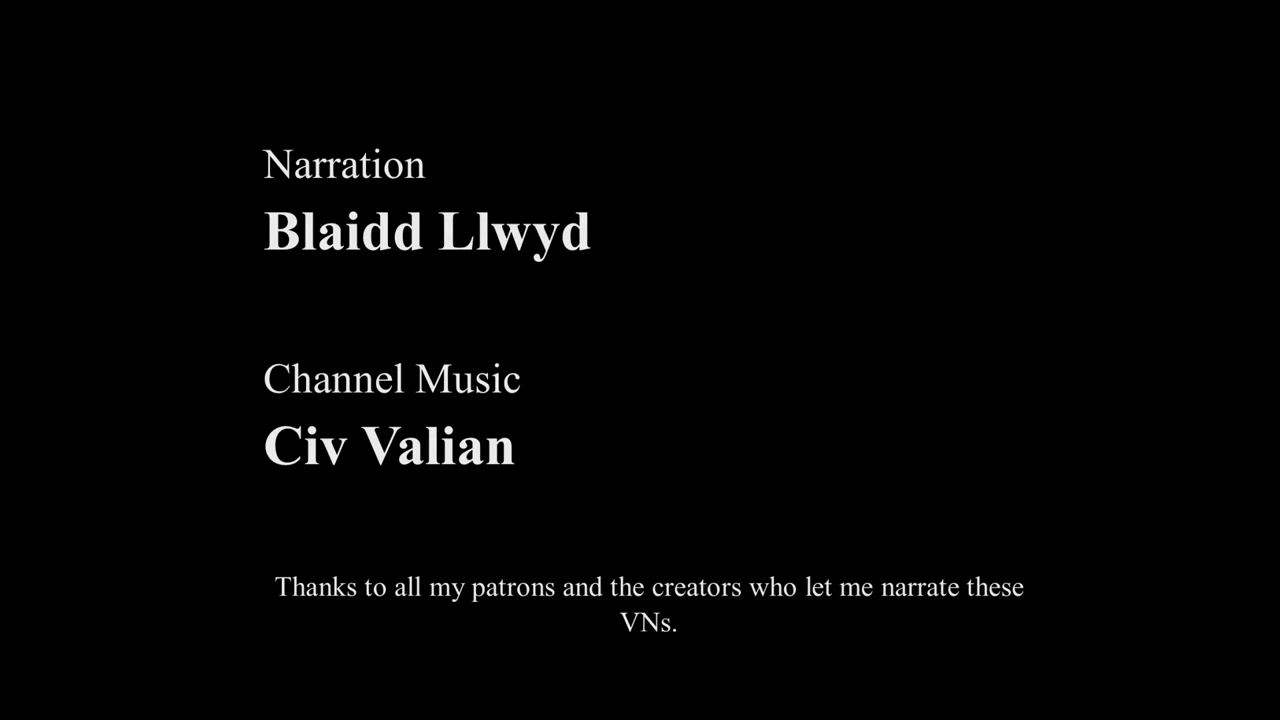 Narration
Blaidd Llwyd
Channel Music
Civ Valian
Thanks to all my patrons and the creators who let me narrate these
VNs.